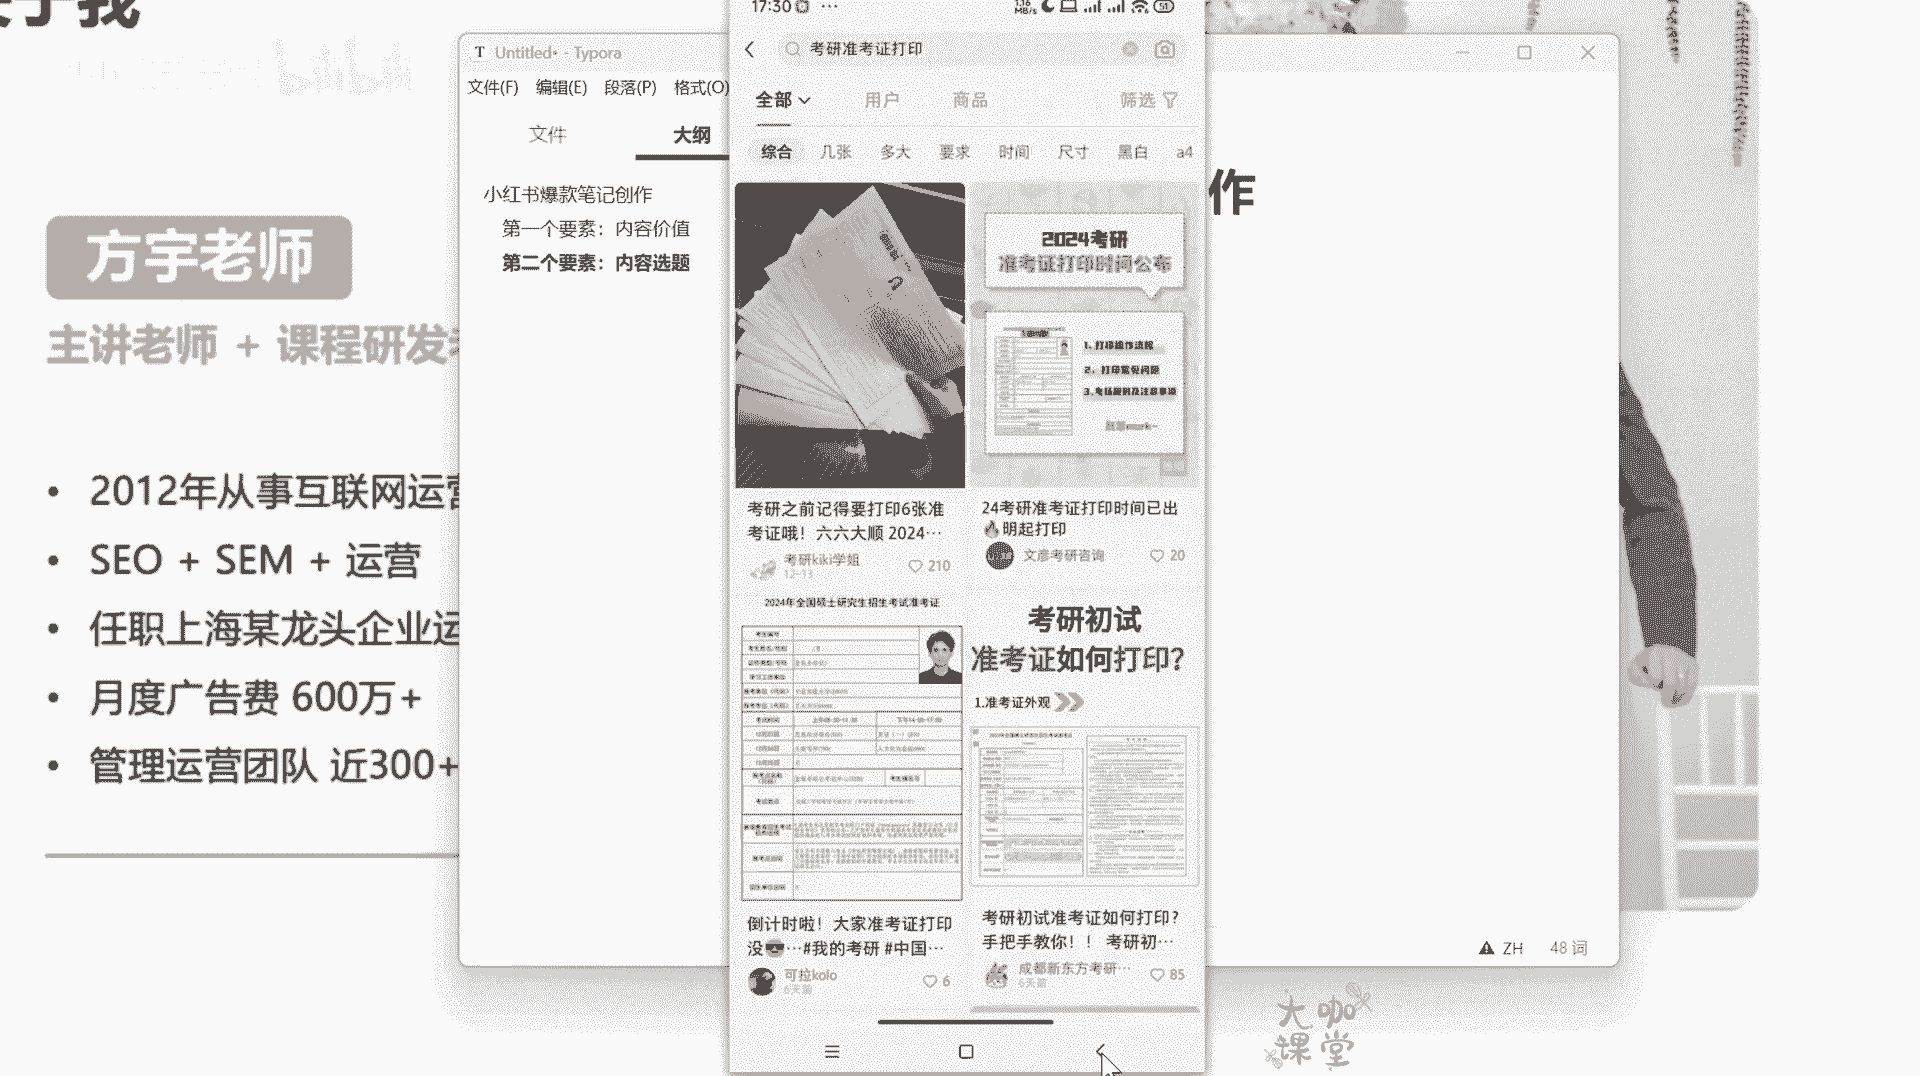 关于我
bilibili
方宇老师
主讲老师 + 课程研发
2012年从事互联网运营
SEO + SEM + 运营
任职上海某龙头企业运
月度广告费 600万+
管理运营团队 近300+
T Untitled• - Typora
文件(F) 编辑(E) 段落(P) 格式(O)
文件 大纲
小红书爆款笔记创作
第一个要素：内容价值
第二个要素：内容选题
作
ZH 48 词
17:30 ···
1.16 MB/s 51
考研准考证打印
全部 用户 商品 筛选
综合 几张 多大 要求 时间 尺寸 黑白 a4
2024考研
准考证打印时间公布
1. 打印操作流程
2. 打印常见问题
3.考场规则及注意事项
考研之前记得要打印6张准
考证哦！六六大顺 2024···
考研kiki学姐
12-13
210
24考研准考证打印时间已出
🔥明起打印
文彦考研咨询
20
2024年全国硕士研究生招生考试准考证
考研初试
准考证如何打印？
1.准考证外观
倒计时啦！大家准考证打印
没😎···#我的考研 #中国···
可拉kolo
6天前
6
考研初试准考证如何打印？
手把手教你！！ 考研初···
成都新东方考研···
6天前
85
大咖
课堂